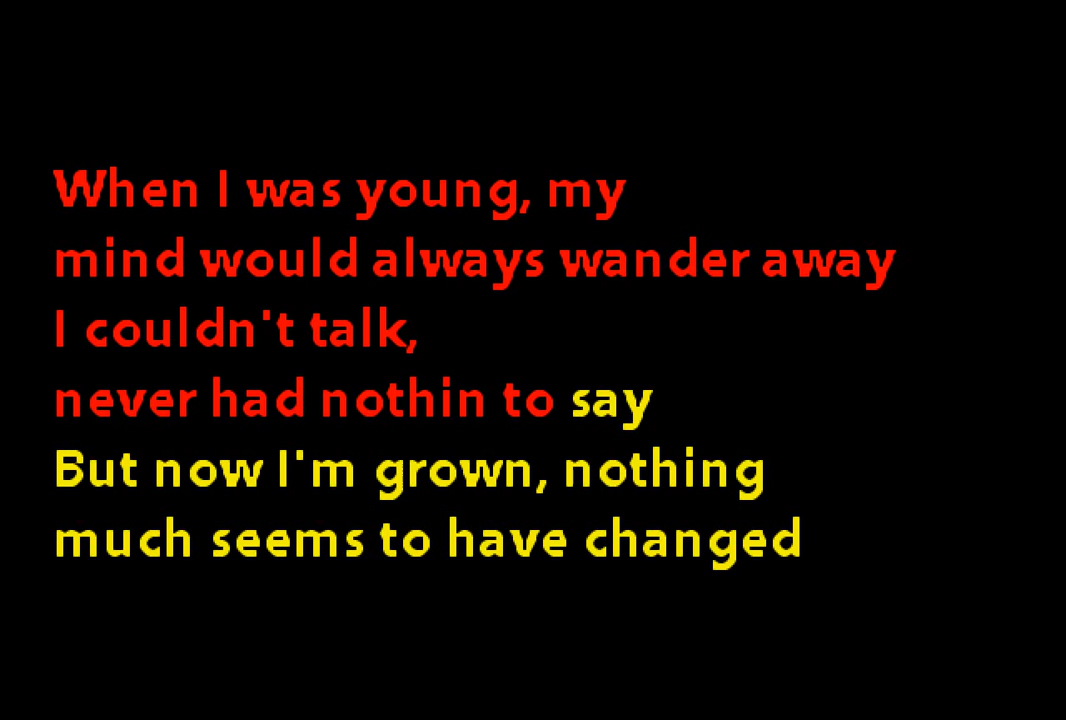 When I was young, my
mind would always wander away
I couldn't talk,
never had nothin to say
But now I'm grown, nothing
much seems to have changed